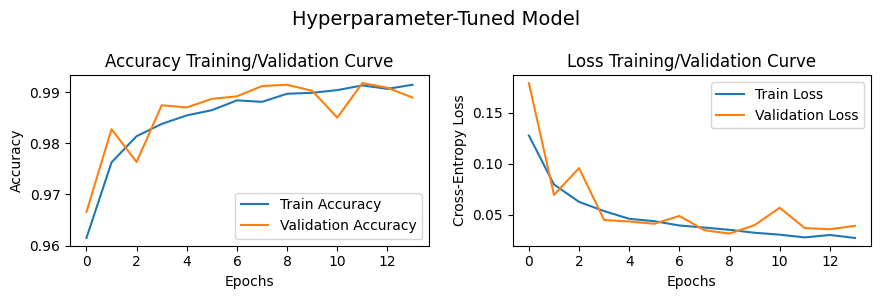 Hyperparameter-Tuned Model
Accuracy Training/Validation Curve
Accuracy
0.99
0.98
0.97
0.96
0 2 4 6 8 10 12
Epochs
Train Accuracy
Validation Accuracy
Loss Training/Validation Curve
Cross-Entropy Loss
0.15
0.10
0.05
0 2 4 6 8 10 12
Epochs
Train Loss
Validation Loss